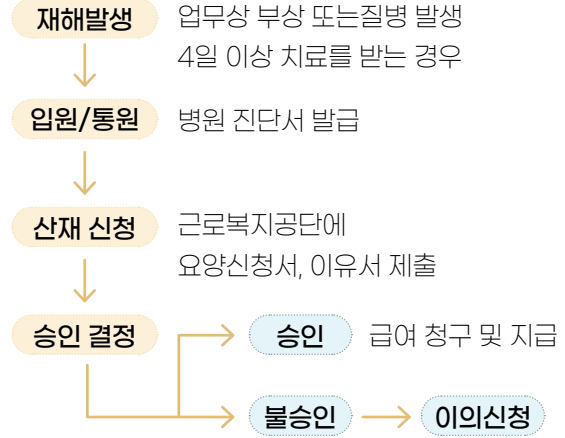 재해발생 업무상 부상 또는질병 발생
4일 이상 치료를 받는 경우
입원/통원 병원 진단서 발급
산재 신청 근로복지공단에
요양신청서, 이유서 제출
승인 결정 승인 급여 청구 및 지급
불승인 이의신청